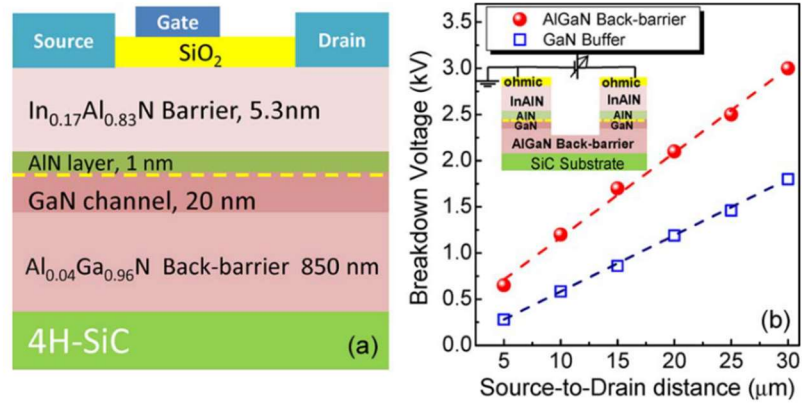 Source
Gate
Drain
SiO₂
In₀.₁₇Al₀.₈₃N Barrier, 5.3nm
AlN layer, 1 nm
GaN channel, 20 nm
Al₀.₀₄Ga₀.₉₆N Back-barrier 850 nm
4H-SiC
(a)
AlGaN Back-barrier
GaN Buffer
ohmic
ohmic
InAlN
InAlN
AlN
AlN
GaN
GaN
AlGaN Back-barrier
SiC Substrate
Breakdown Voltage (kV)
3.5
3.0
2.5
2.0
1.5
1.0
0.5
0.0
(b)
5 10 15 20 25 30
Source-to-Drain distance (μm)